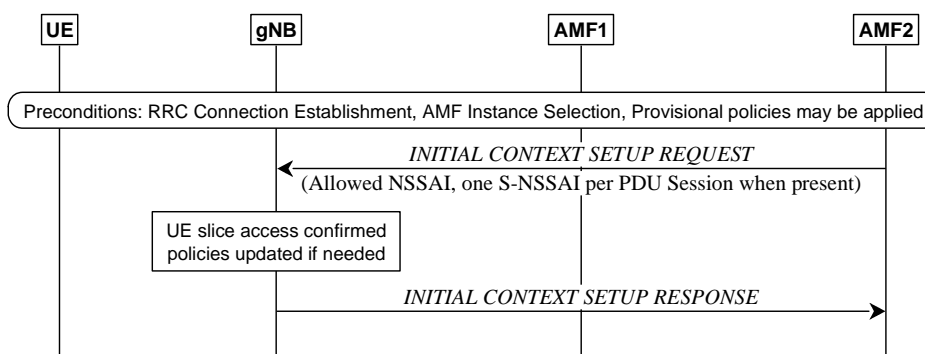 UE gNB AMF1 AMF2
Preconditions: RRC Connection Establishment, AMF Instance Selection, Provisional policies may be applied
INITIAL CONTEXT SETUP REQUEST
(Allowed NSSAI, one S-NSSAI per PDU Session when present)
UE slice access confirmed
policies updated if needed
INITIAL CONTEXT SETUP RESPONSE